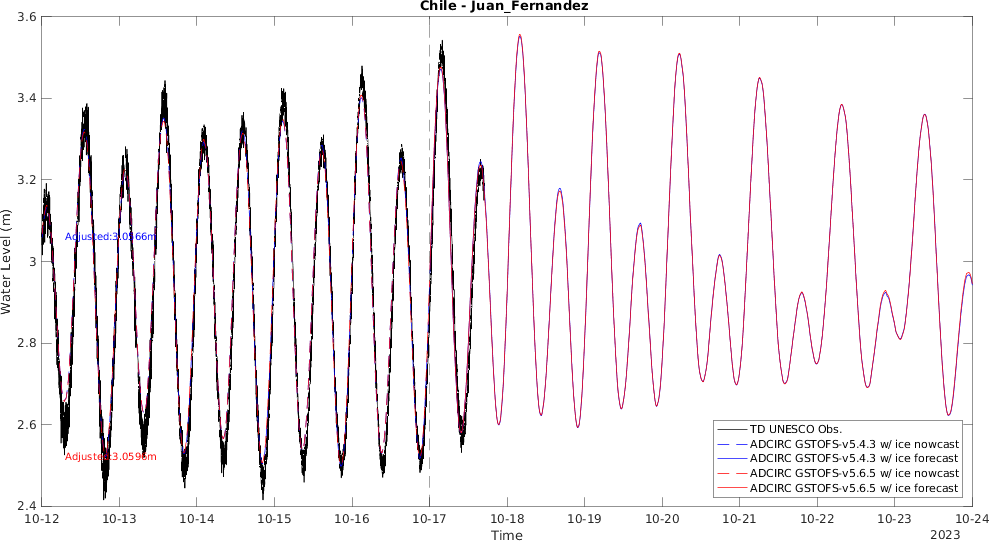 Chile - Juan_Fernandez
3.6
3.4
3.2
3
2.8
2.6
2.4
Water Level (m)
Adjusted:3.0566m
Adjusted:3.0596m
TD UNESCO Obs.
ADCIRC GSTOFS-v5.4.3 w/ ice nowcast
ADCIRC GSTOFS-v5.4.3 w/ ice forecast
ADCIRC GSTOFS-v5.6.5 w/ ice nowcast
ADCIRC GSTOFS-v5.6.5 w/ ice forecast
10-12 10-13 10-14 10-15 10-16 10-17 10-18 10-19 10-20 10-21 10-22 10-23 10-24
Time
2023